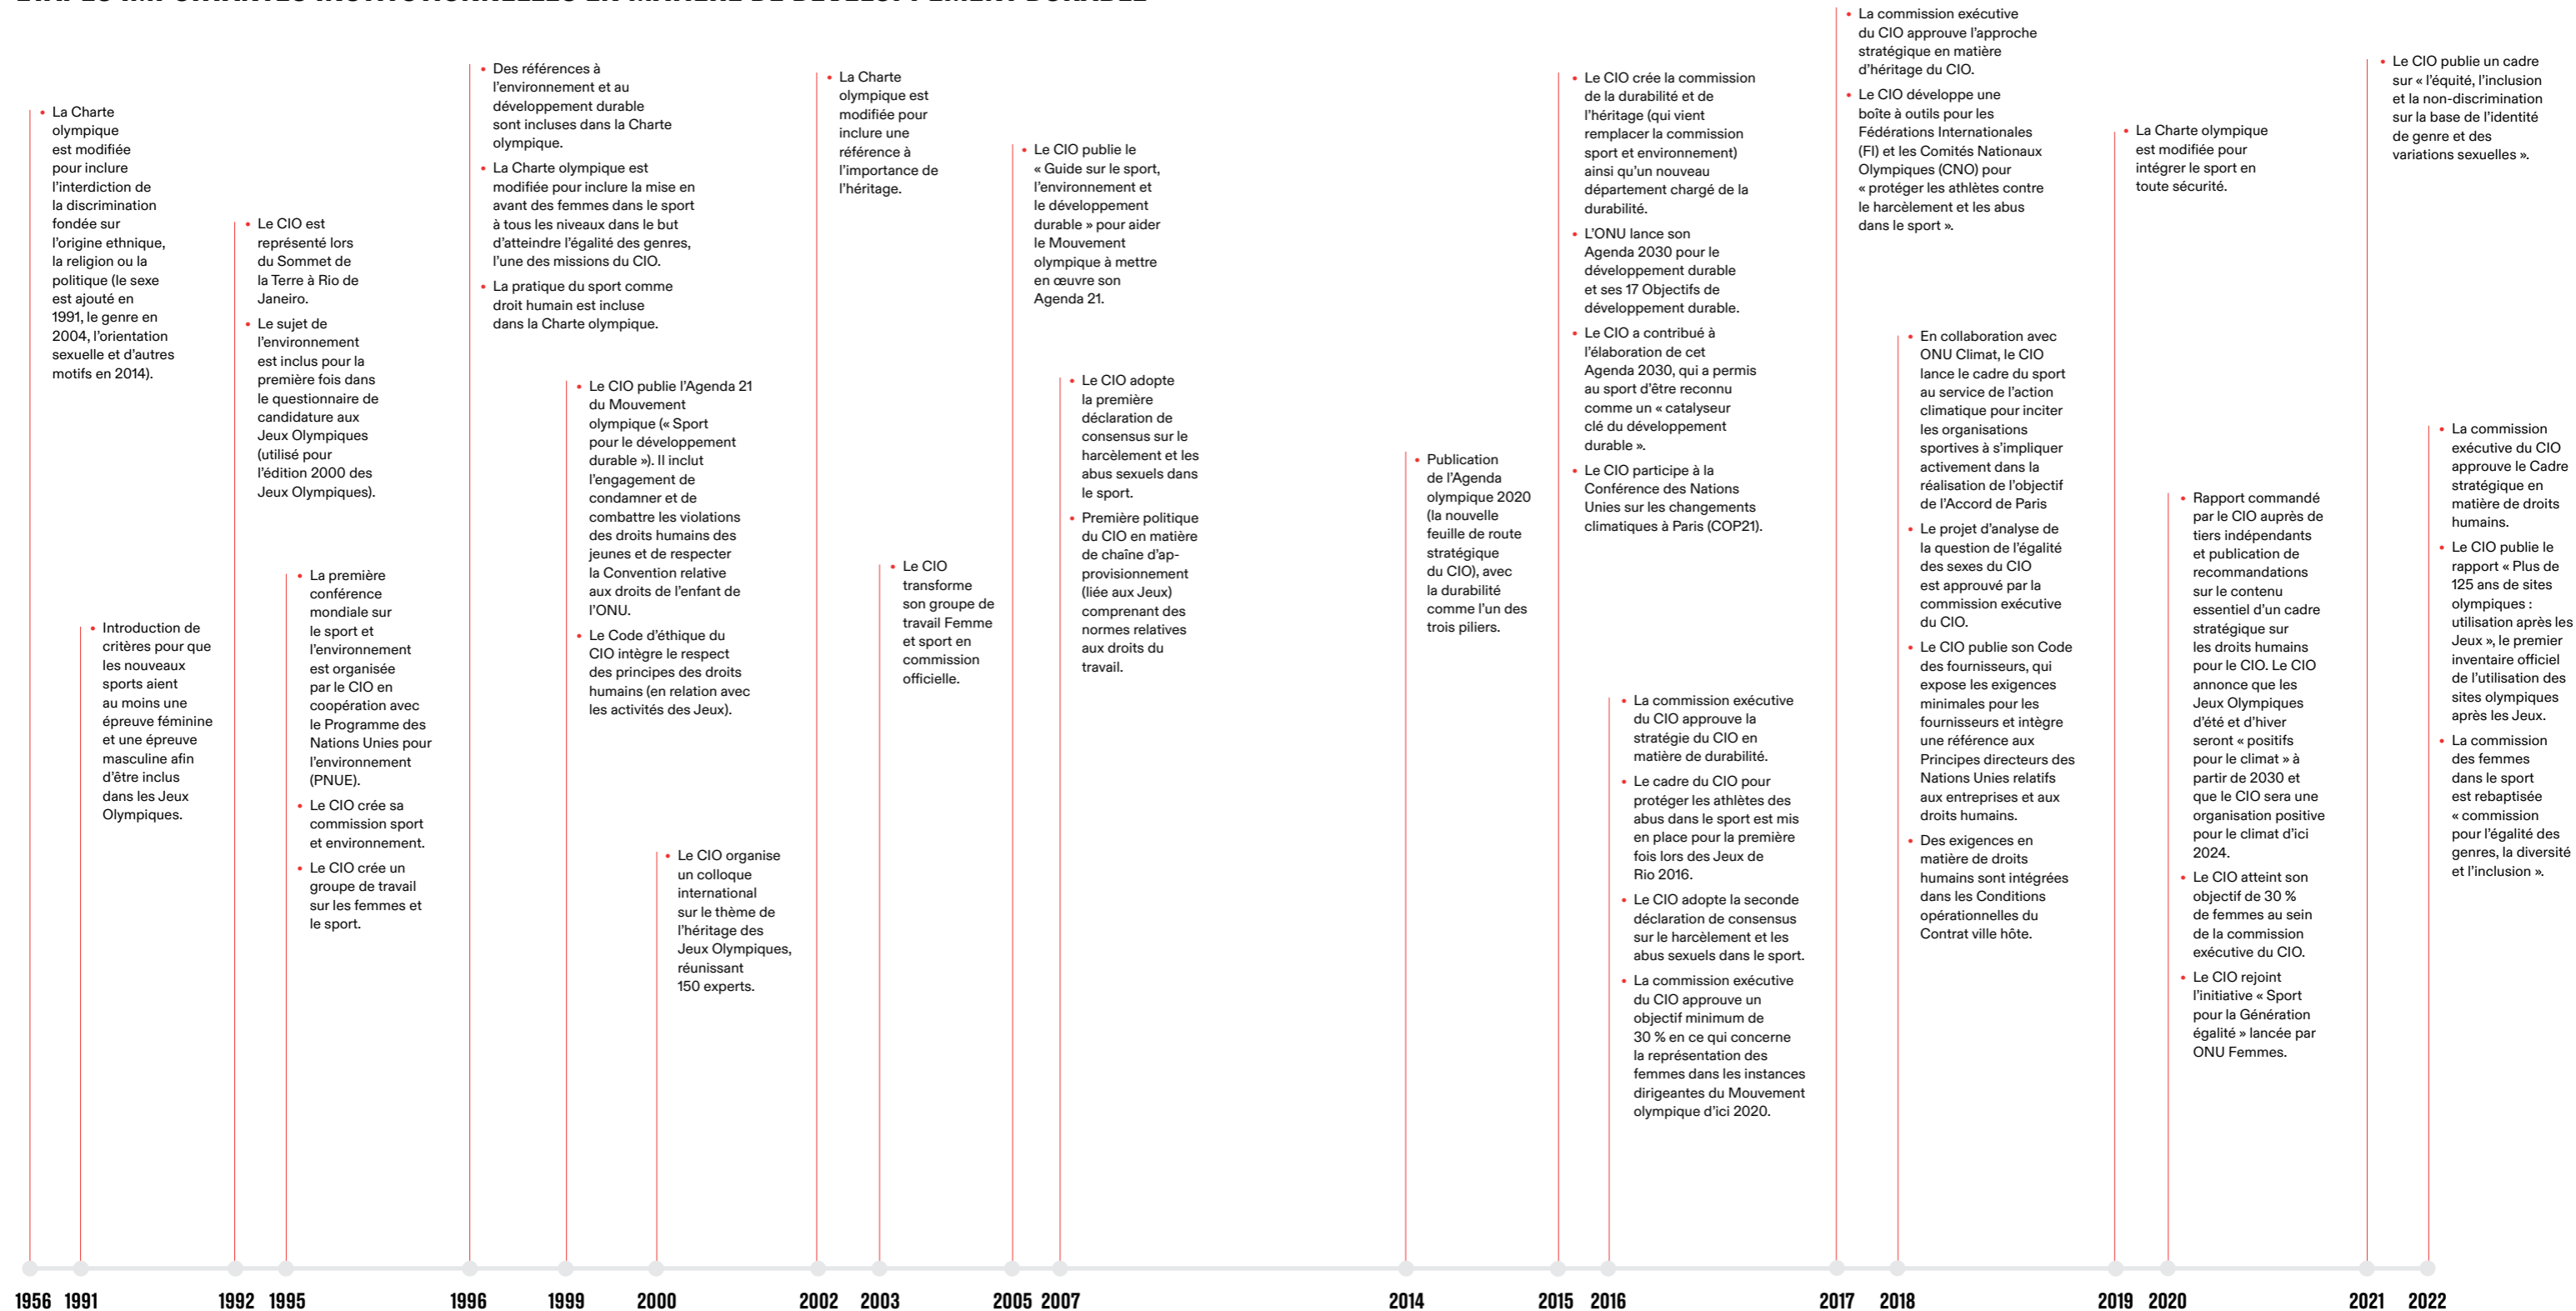 • La Charte
olympique
est modifiée
pour inclure
l'interdiction de
la discrimination
fondée sur
l'origine ethnique,
la religion ou la
politique (le sexe
est ajouté en
1991, le genre en
2004, l'orientation
sexuelle et d'autres
motifs en 2014).
• Introduction de
critères pour que
les nouveaux
sports aient
au moins une
épreuve féminine
et une épreuve
masculine afin
d'être inclus
dans les Jeux
Olympiques.
• Le CIO est
représenté lors
du Sommet de
la Terre à Rio de
Janeiro.
• Le sujet de
l'environnement
est inclus pour la
première fois dans
le questionnaire de
candidature aux
Jeux Olympiques
(utilisé pour
l'édition 2000 des
Jeux Olympiques).
• La première
conférence
mondiale sur
le sport et
l'environnement
est organisée
par le CIO en
coopération avec
le Programme des
Nations Unies pour
l'environnement
(PNUE).
• Le CIO crée sa
commission sport
et environnement.
• Le CIO crée un
groupe de travail
sur les femmes et
le sport.
• Des références à
l'environnement et au
développement durable
sont incluses dans la Charte
olympique.
• La Charte olympique est
modifiée pour inclure la mise en
avant des femmes dans le sport
à tous les niveaux dans le but
d'atteindre l'égalité des genres,
l'une des missions du CIO.
• La pratique du sport comme
droit humain est incluse
dans la Charte olympique.
• Le CIO publie l'Agenda 21
du Mouvement
olympique (« Sport
pour le développement
durable »). Il inclut
l'engagement de
condamner et de
combattre les violations
des droits humains des
jeunes et de respecter
la Convention relative
aux droits de l'enfant de
l'ONU.
• Le Code d'éthique du
CIO intègre le respect
des principes des droits
humains (en relation avec
les activités des Jeux).
• Le CIO organise
un colloque
international
sur le thème de
l'héritage des
Jeux Olympiques,
réunissant
150 experts.
• La Charte
olympique est
modifiée pour
inclure une
référence à
l'importance de
l'héritage.
• Le CIO
transforme
son groupe de
travail Femme
et sport en
commission
officielle.
• Le CIO publie le
« Guide sur le sport,
l'environnement et
le développement
durable » pour aider
le Mouvement
olympique à mettre
en œuvre son
Agenda 21.
• Le CIO adopte
la première
déclaration de
consensus sur le
harcèlement et les
abus sexuels dans
le sport.
• Première politique
du CIO en matière
de chaîne d'ap-
provisionnement
(liée aux Jeux)
comprenant des
normes relatives
aux droits du
travail.
• Publication
de l'Agenda
olympique 2020
(la nouvelle
feuille de route
stratégique
du CIO), avec
la durabilité
comme l'un des
trois piliers.
• Le CIO crée la commission
de la durabilité et de
l'héritage (qui vient
remplacer la commission
sport et environnement)
ainsi qu'un nouveau
département chargé de la
durabilité.
• L'ONU lance son
Agenda 2030 pour le
développement durable
et ses 17 Objectifs de
développement durable.
• Le CIO a contribué à
l'élaboration de cet
Agenda 2030, qui a permis
au sport d'être reconnu
comme un « catalyseur
clé du développement
durable ».
• Le CIO participe à la
Conférence des Nations
Unies sur les changements
climatiques à Paris (COP21).
• La commission exécutive
du CIO approuve la
stratégie du CIO en
matière de durabilité.
• Le cadre du CIO pour
protéger les athlètes des
abus dans le sport est mis
en place pour la première
fois lors des Jeux de
Rio 2016.
• Le CIO adopte la seconde
déclaration de consensus
sur le harcèlement et les
abus sexuels dans le sport.
• La commission exécutive
du CIO approuve un
objectif minimum de
30 % en ce qui concerne
la représentation des
femmes dans les instances
dirigeantes du Mouvement
olympique d'ici 2020.
• La commission exécutive
du CIO approuve l'approche
stratégique en matière
d'héritage du CIO.
• Le CIO développe une
boîte à outils pour les
Fédérations Internationales
(FI) et les Comités Nationaux
Olympiques (CNO) pour
« protéger les athlètes contre
le harcèlement et les abus
dans le sport ».
• En collaboration avec
ONU Climat, le CIO
lance le cadre du sport
au service de l'action
climatique pour inciter
les organisations
sportives à s'impliquer
activement dans la
réalisation de l'objectif
de l'Accord de Paris
• Le projet d'analyse de
la question de l'égalité
des sexes du CIO
est approuvé par la
commission exécutive
du CIO.
• Le CIO publie son Code
des fournisseurs, qui
expose les exigences
minimales pour les
fournisseurs et intègre
une référence aux
Principes directeurs des
Nations Unies relatifs
aux entreprises et aux
droits humains.
• Des exigences en
matière de droits
humains sont intégrées
dans les Conditions
opérationnelles du
Contrat ville hôte.
• La Charte olympique
est modifiée pour
intégrer le sport en
toute sécurité.
• Rapport commandé
par le CIO auprès de
tiers indépendants
et publication de
recommandations
sur le contenu
essentiel d'un cadre
stratégique sur
les droits humains
pour le CIO. Le CIO
annonce que les
Jeux Olympiques
d'été et d'hiver
seront « positifs
pour le climat » à
partir de 2030 et
que le CIO sera une
organisation positive
pour le climat d'ici
2024.
• Le CIO atteint son
objectif de 30 %
de femmes au sein
de la commission
exécutive du CIO.
• Le CIO rejoint
l'initiative « Sport
pour la Génération
égalité » lancée par
ONU Femmes.
• Le CIO publie un cadre
sur « l'équité, l'inclusion
et la non-discrimination
sur la base de l'identité
de genre et des
variations sexuelles ».
• La commission
exécutive du CIO
approuve le Cadre
stratégique en
matière de droits
humains.
• Le CIO publie le
rapport « Plus de
125 ans de sites
olympiques :
utilisation après les
Jeux », le premier
inventaire officiel
de l'utilisation des
sites olympiques
après les Jeux.
• La commission
des femmes
dans le sport
est rebaptisée
« commission
pour l'égalité des
genres, la diversité
et l'inclusion ».
1956 1991 1992 1995 1996 1999 2000 2002 2003 2005 2007 2014 2015 2016 2017 2018 2019 2020 2021 2022